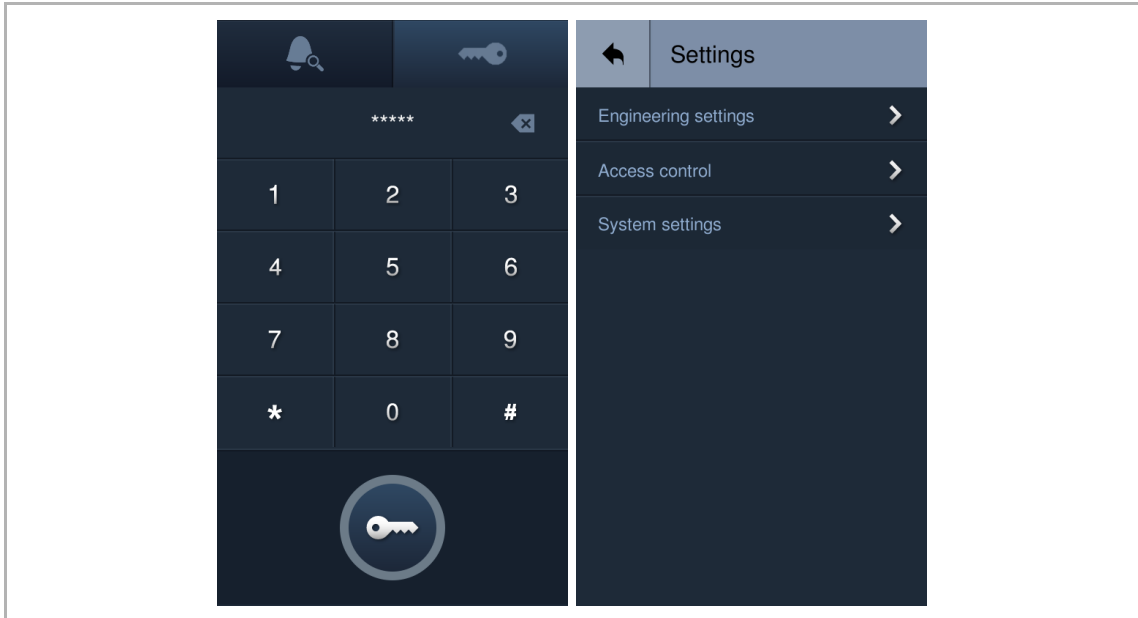 *****
1 2 3
4 5 6
7 8 9
* 0 #
Settings
Engineering settings
Access control
System settings